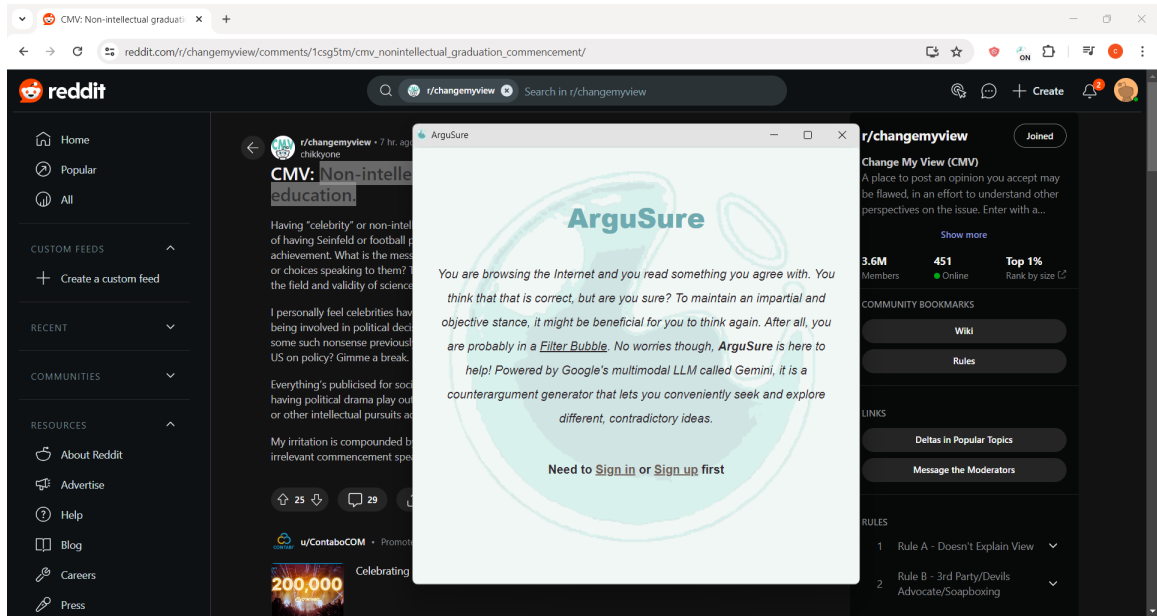 CMV: Non-intellectual graduati
reddit.com/r/changemyview/comments/1csg5tm/cmv_nonintellectual_graduation_commencement/
ON
C
reddit
r/changemyview
Search in r/changemyview
Create
2
Home
Popular
All
CUSTOM FEEDS
Create a custom feed
RECENT
COMMUNITIES
RESOURCES
About Reddit
Advertise
Help
Blog
Careers
Press
r/changemyview • 7 hr. ago
chikkyone
CMV: Non-intelle
education.
Having "celebrity" or non-intel
of having Seinfeld or football p
achievement. What is the mess
or choices speaking to them? T
the field and validity of science
I personally feel celebrities hav
being involved in political deci
some such nonsense previously
US on policy? Gimme a break.
Everything's publicised for soci
having political drama play out
or other intellectual pursuits ac
My irritation is compounded b
irrelevant commencement spe
25
29
u/ContaboCOM • Promot
Celebrating
200,000
ArguSure
ArguSure
You are browsing the Internet and you read something you agree with. You
think that that is correct, but are you sure? To maintain an impartial and
objective stance, it might be beneficial for you to think again. After all, you
are probably in a Filter Bubble. No worries though, ArguSure is here to
help! Powered by Google's multimodal LLM called Gemini, it is a
counterargument generator that lets you conveniently seek and explore
different, contradictory ideas.
Need to Sign in or Sign up first
r/changemyview
Joined
Change My View (CMV)
A place to post an opinion you accept may
be flawed, in an effort to understand other
perspectives on the issue. Enter with a...
Show more
3.6M
451
Top 1%
Members
Online
Rank by size
COMMUNITY BOOKMARKS
Wiki
Rules
LINKS
Deltas in Popular Topics
Message the Moderators
RULES
1 Rule A - Doesn't Explain View
2 Rule B - 3rd Party/Devils
Advocate/Soapboxing